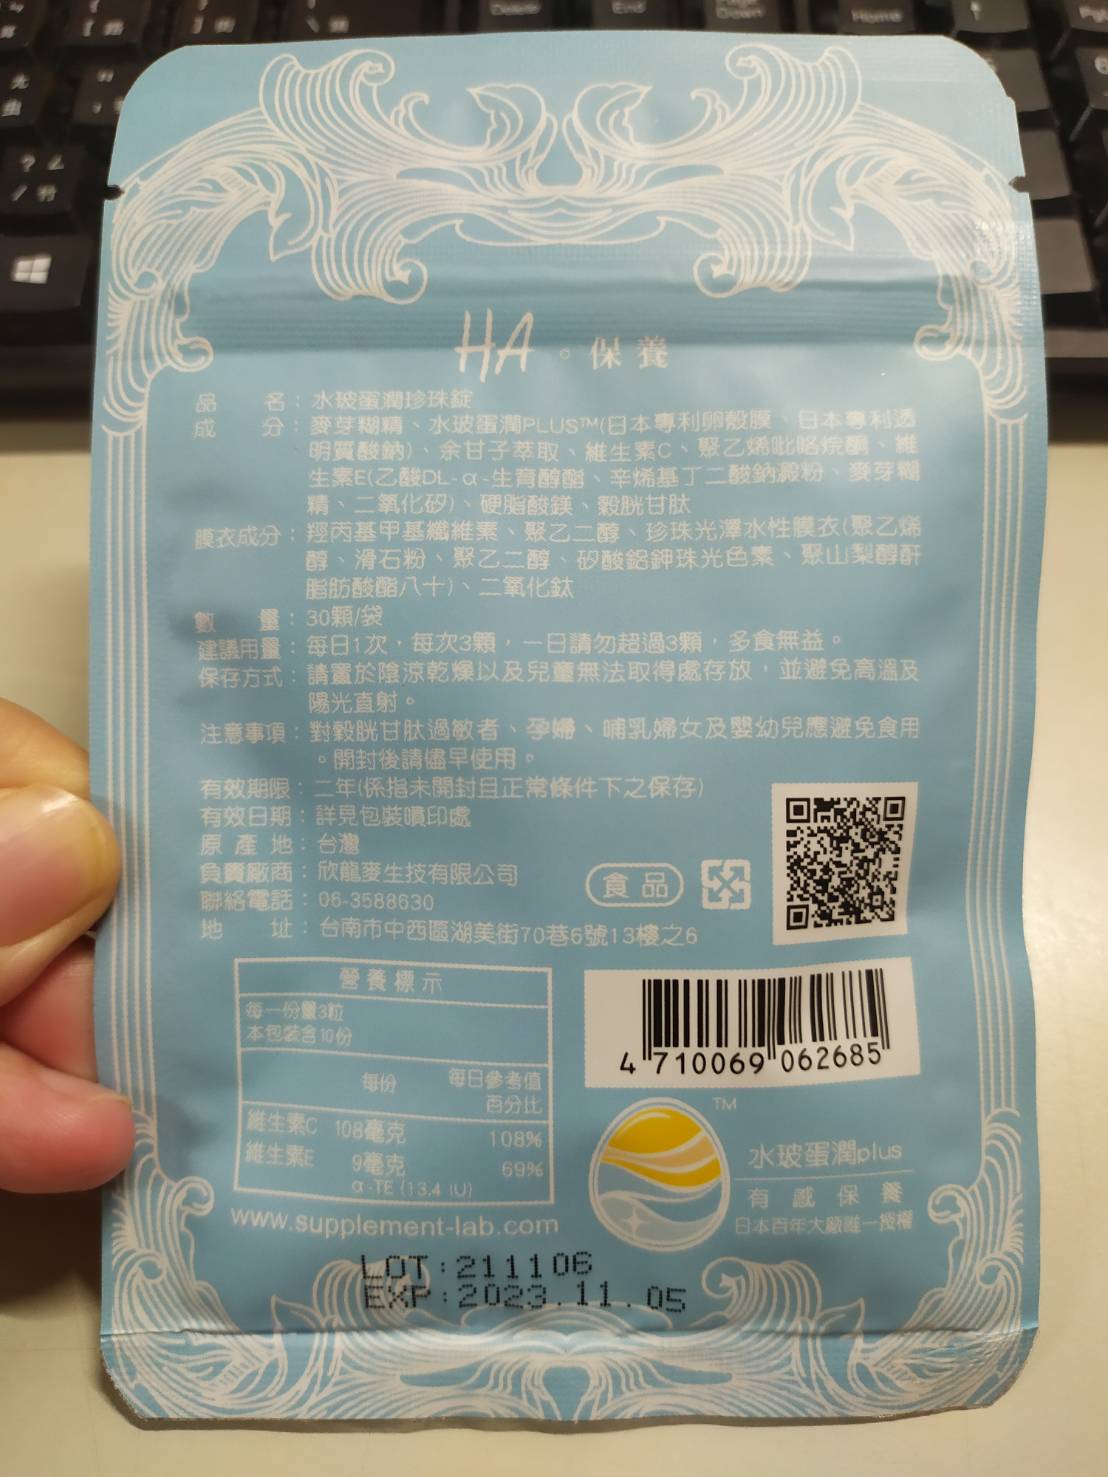 Delete
End
Page
Down
Home
HA。保養
品名：水玻蛋潤珍珠錠
成分：麥芽糊精、水玻蛋潤PLUS™(日本專利卵殼膜、日本專利透
明質酸鈉)、余甘子萃取、維生素C、聚乙烯吡咯烷酮、維
生素E(乙酸DL-α-生育醇酯、辛烯基丁二酸鈉澱粉、麥芽糊
精、二氧化矽)、硬脂酸鎂、穀胱甘肽
膜衣成分：羥丙基甲基纖維素、聚乙二醇、珍珠光澤水性膜衣(聚乙烯
醇、滑石粉、聚乙二醇、矽酸鋁鉀珠光色素、聚山梨醇酐
脂肪酸酯八十)、二氧化鈦
數量：30顆/袋
建議用量：每日1次，每次3顆，一日請勿超過3顆，多食無益。
保存方式：請置於陰涼乾燥以及兒童無法取得處存放，並避免高溫及
陽光直射。
注意事項：對穀胱甘肽過敏者、孕婦、哺乳婦女及嬰幼兒應避免食用
。開封後請儘早使用。
有效期限：二年(係指未開封且正常條件下之保存)
有效日期：詳見包裝噴印處
原產地：台灣
負責廠商：欣龍麥生技有限公司
聯絡電話：06-3588630
地址：台南市中西區湖美街70巷6號13樓之6
食品
營養標示
每一份量3粒
本包裝含10份
每份 每日參考值
百分比
維生素C 108毫克 108%
維生素E 9毫克 69%
α-TE (13.4 IU)
4 710069 062685
TM
水玻蛋潤plus
有感保養
日本百年大廠唯一授權
www.supplement-lab.com
LOT:211106
EXP:2023.11.05